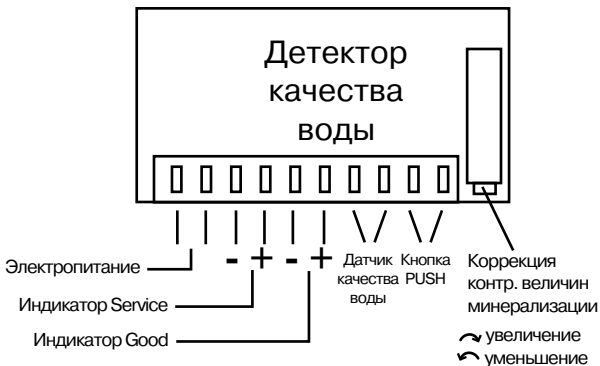 Детектор
качества
воды
- + - +
Электропитание
Индикатор Service
Индикатор Good
Датчик
качества
воды
Кнопка
PUSH
Коррекция
контр. величин
минерализации
увеличение
уменьшение